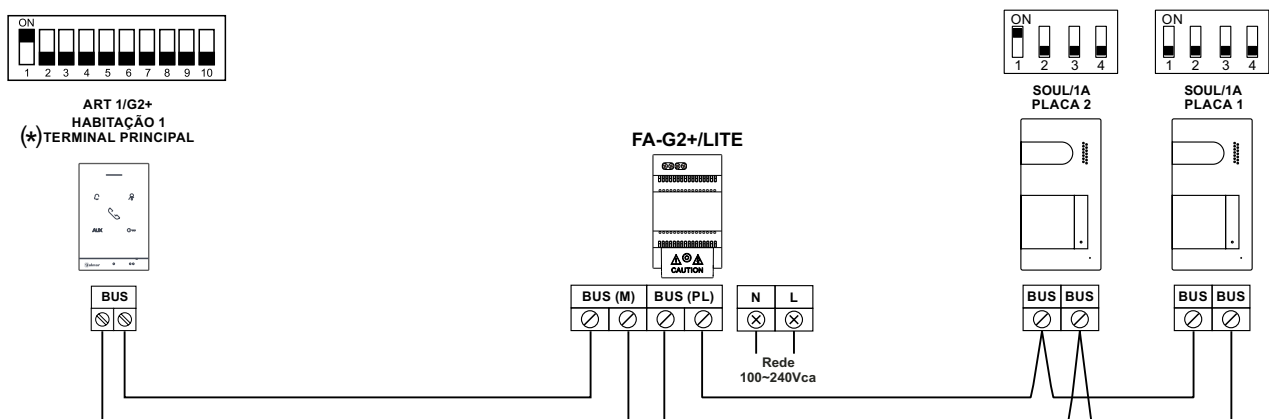 ON
1 2 3 4 5 6 7 8 9 10
ART 1/G2+
HABITAÇÃO 1
(*)TERMINAL PRINCIPAL
AUX
BUS
FA-G2+/LITE
CAUTION
BUS (M) BUS (PL) N L
Rede
100~240Vca
ON
1 2 3 4
SOUL/1A
PLACA 2
BUS BUS
ON
1 2 3 4
SOUL/1A
PLACA 1
BUS BUS